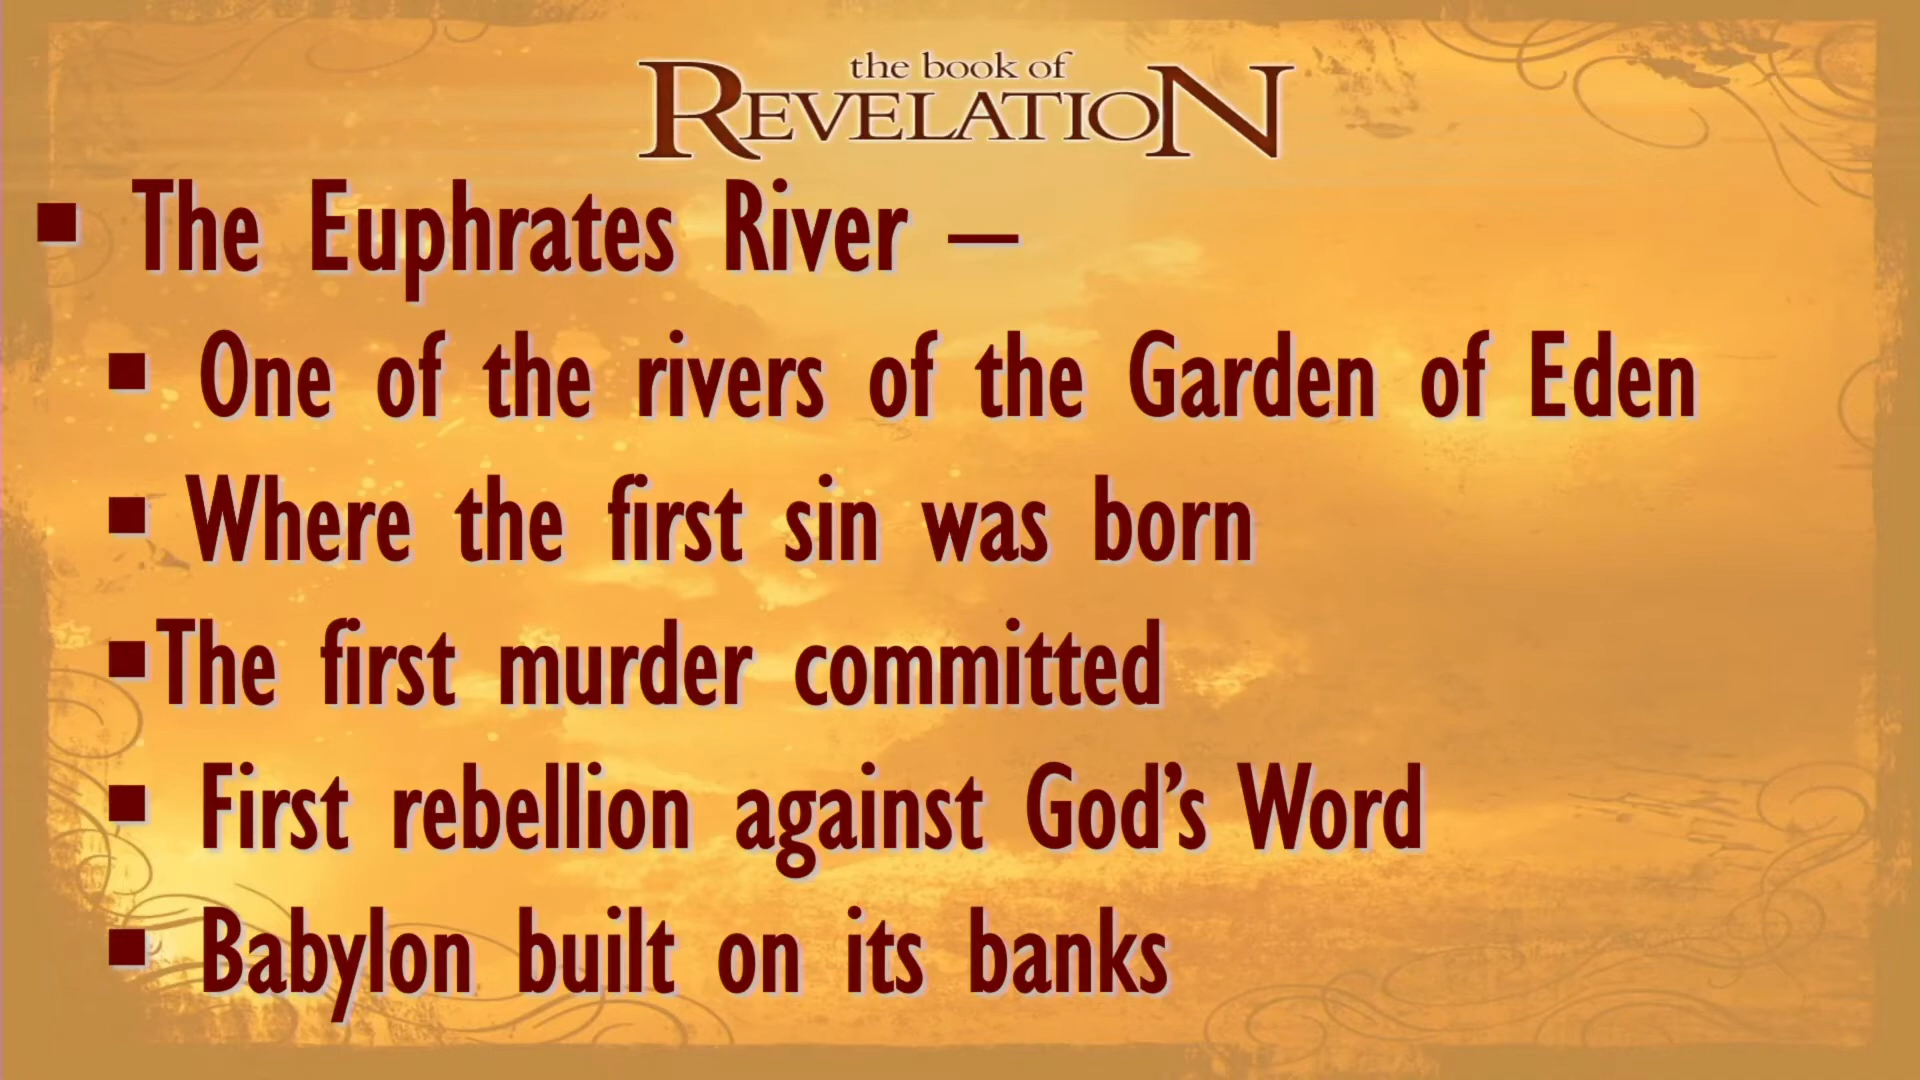 the book of
REVELATION
▪ The Euphrates River –
▪ One of the rivers of the Garden of Eden
▪ Where the first sin was born
▪ The first murder committed
▪ First rebellion against God’s Word
▪ Babylon built on its banks